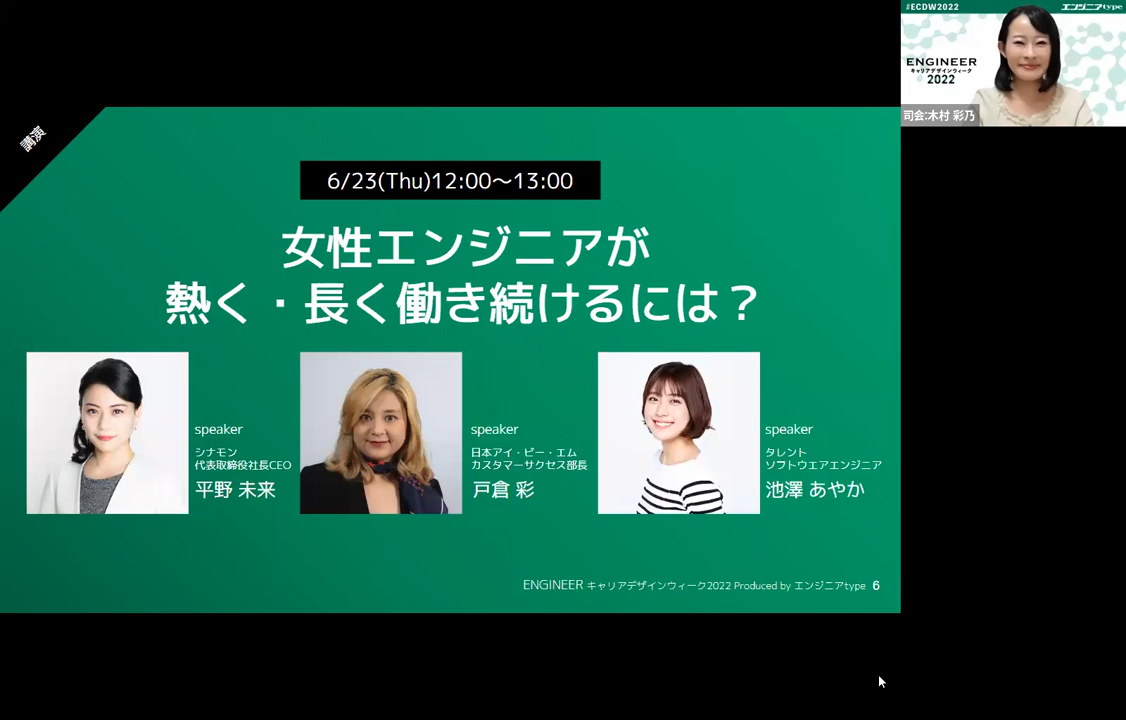 #ECDW2022
エンジニアtype
ENGINEER
キャリアデザインウィーク
2022
司会:木村 彩乃
講演
6/23(Thu)12:00〜13:00
女性エンジニアが
熱く・長く働き続けるには？
speaker
シナモン
代表取締役社長CEO
平野 未来
speaker
日本アイ・ビー・エム
カスタマーサクセス部長
戸倉 彩
speaker
タレント
ソフトウエアエンジニア
池澤 あやか
ENGINEER キャリアデザインウィーク2022 Produced by エンジニアtype 6